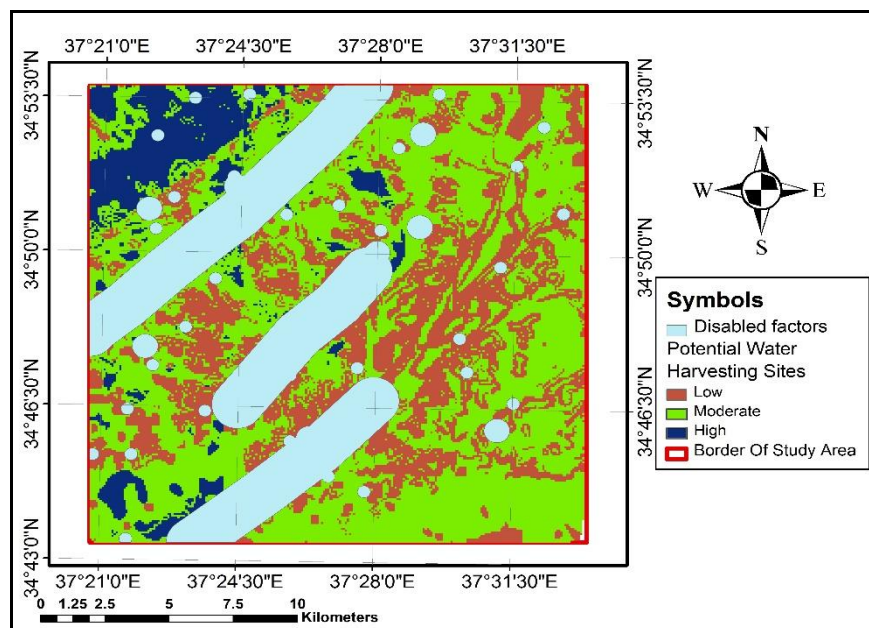 37°21'0"E 37°24'30"E 37°28'0"E 37°31'30"E
34°53'30"N
34°50'0"N
34°46'30"N
34°43'0"N
34°53'30"N
34°50'0"N
34°46'30"N
37°21'0"E 37°24'30"E 37°28'0"E 37°31'30"E
0 1.25 2.5 5 7.5 10
Kilometers
N
W E
S
Symbols
Disabled factors
Potential Water
Harvesting Sites
Low
Moderate
High
Border Of Study Area